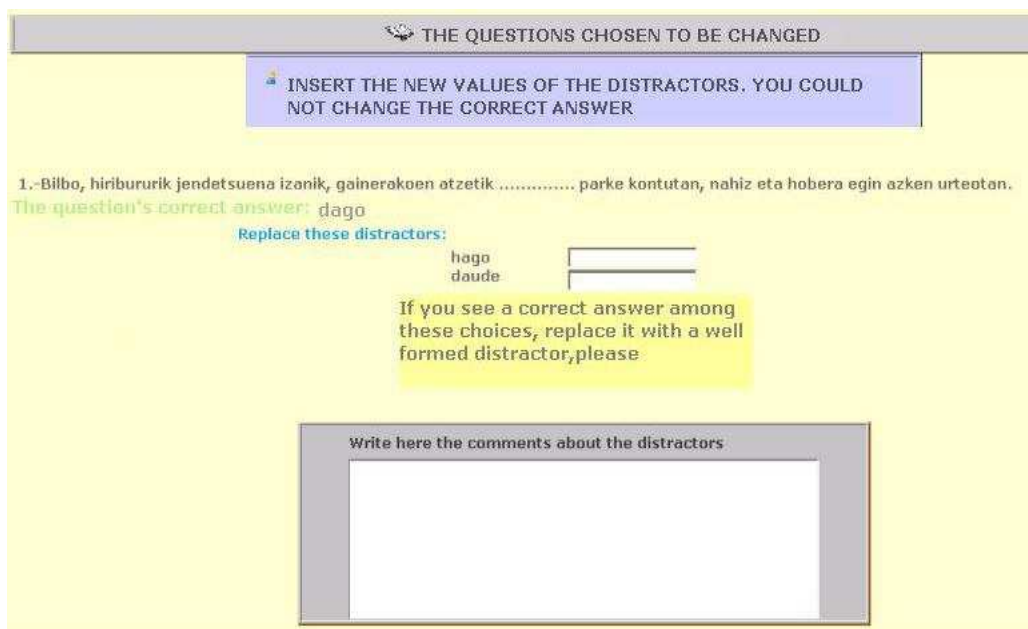 THE QUESTIONS CHOSEN TO BE CHANGED
INSERT THE NEW VALUES OF THE DISTRACTORS. YOU COULD
NOT CHANGE THE CORRECT ANSWER
1.-Bilbo, hiribururik jendetsuena izanik, gainerakoen atzetik .............. parke kontutan, nahiz eta hobera egin azken urteotan.
The question's correct answer: dago
Replace these distractors:
hago
daude
If you see a correct answer among
these choices, replace it with a well
formed distractor,please
Write here the comments about the distractors